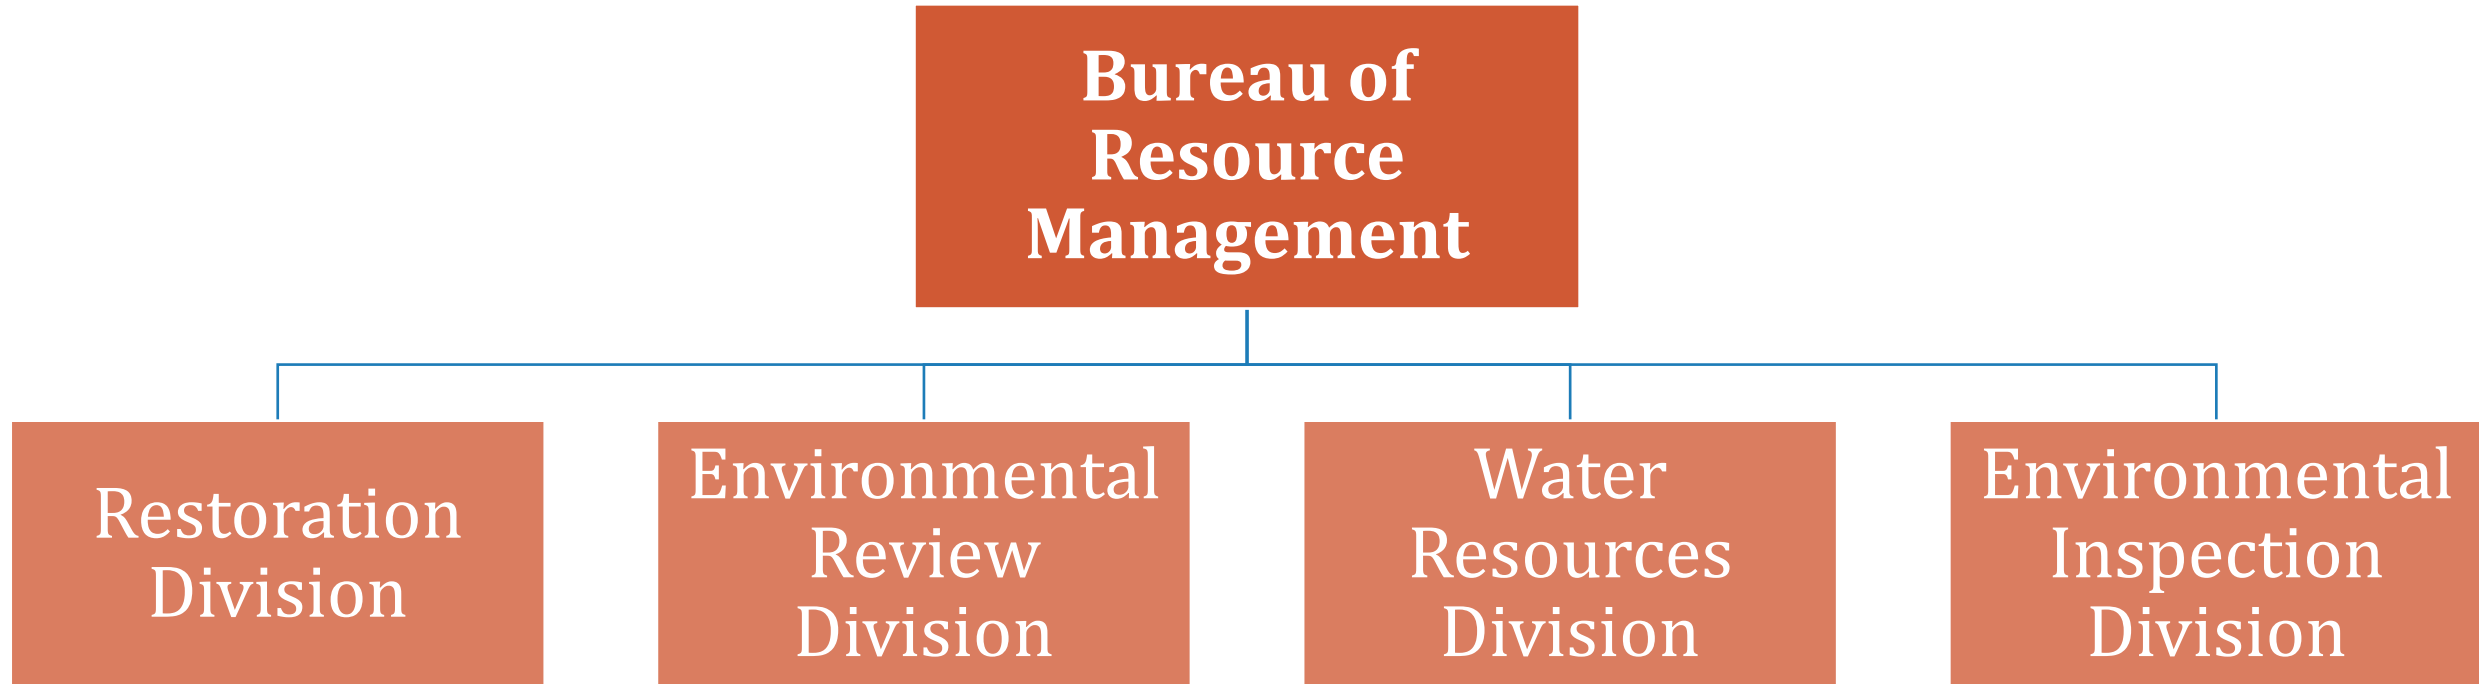 Bureau of
Resource
Management
Restoration
Division
Environmental
Review
Division
Water
Resources
Division
Environmental
Inspection
Division